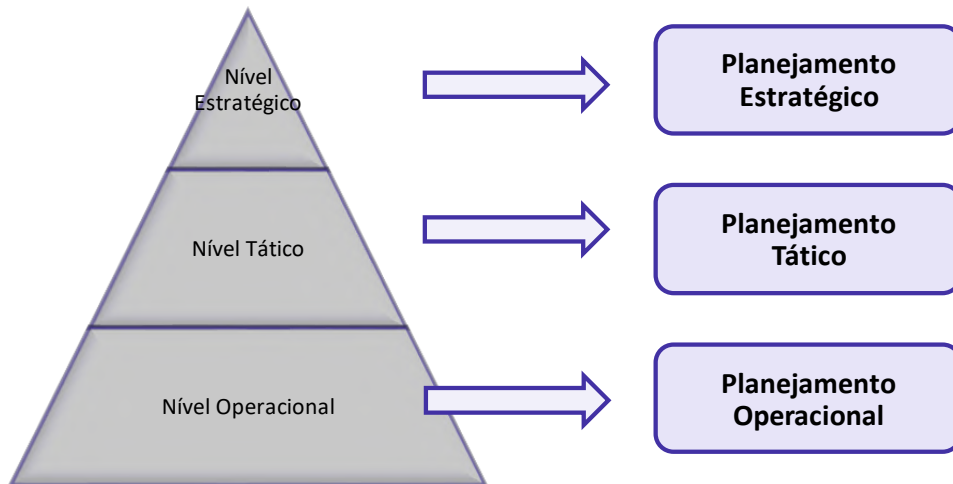 Nível
Estratégico
Planejamento
Estratégico
Nível Tático
Planejamento
Tático
Nível Operacional
Planejamento
Operacional